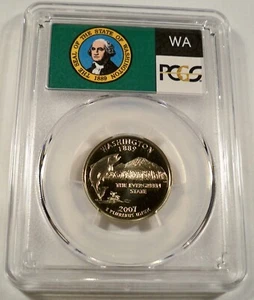 THE SEAL OF THE STATE OF WASHINGTON
1889
WA
PCGS
WASHINGTON
1889
THE EVERGREEN
STATE
2007
E PLURIBUS UNUM